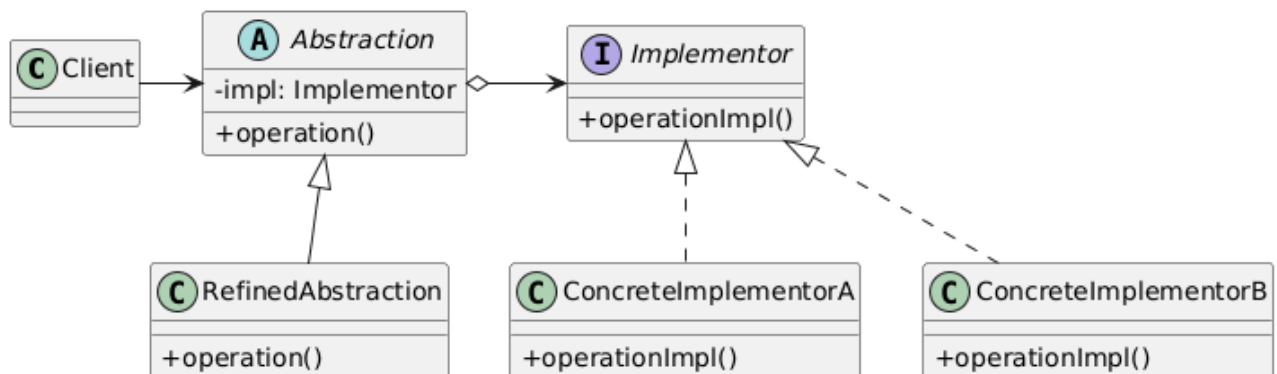 C Client
A Abstraction
-impl: Implementor
+operation()
I Implementor
+operationImpl()
C RefinedAbstraction
+operation()
C ConcreteImplementorA
+operationImpl()
C ConcreteImplementorB
+operationImpl()